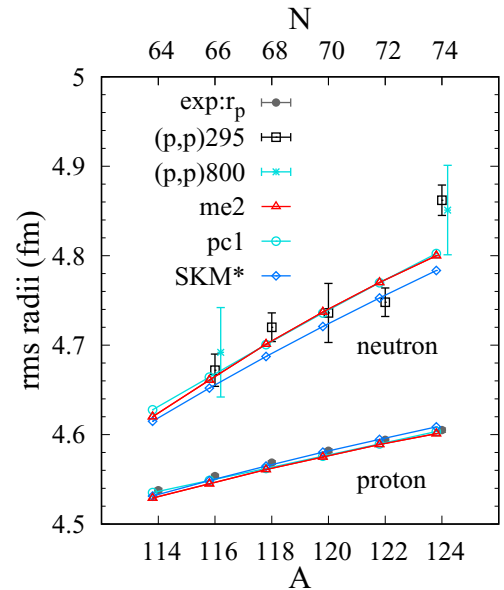 N
64 66 68 70 72 74
5
4.9
4.8
4.7
4.6
4.5
rms radii (fm)
exp:r_p
(p,p)295
(p,p)800
me2
pc1
SKM*
neutron
proton
114 116 118 120 122 124
A